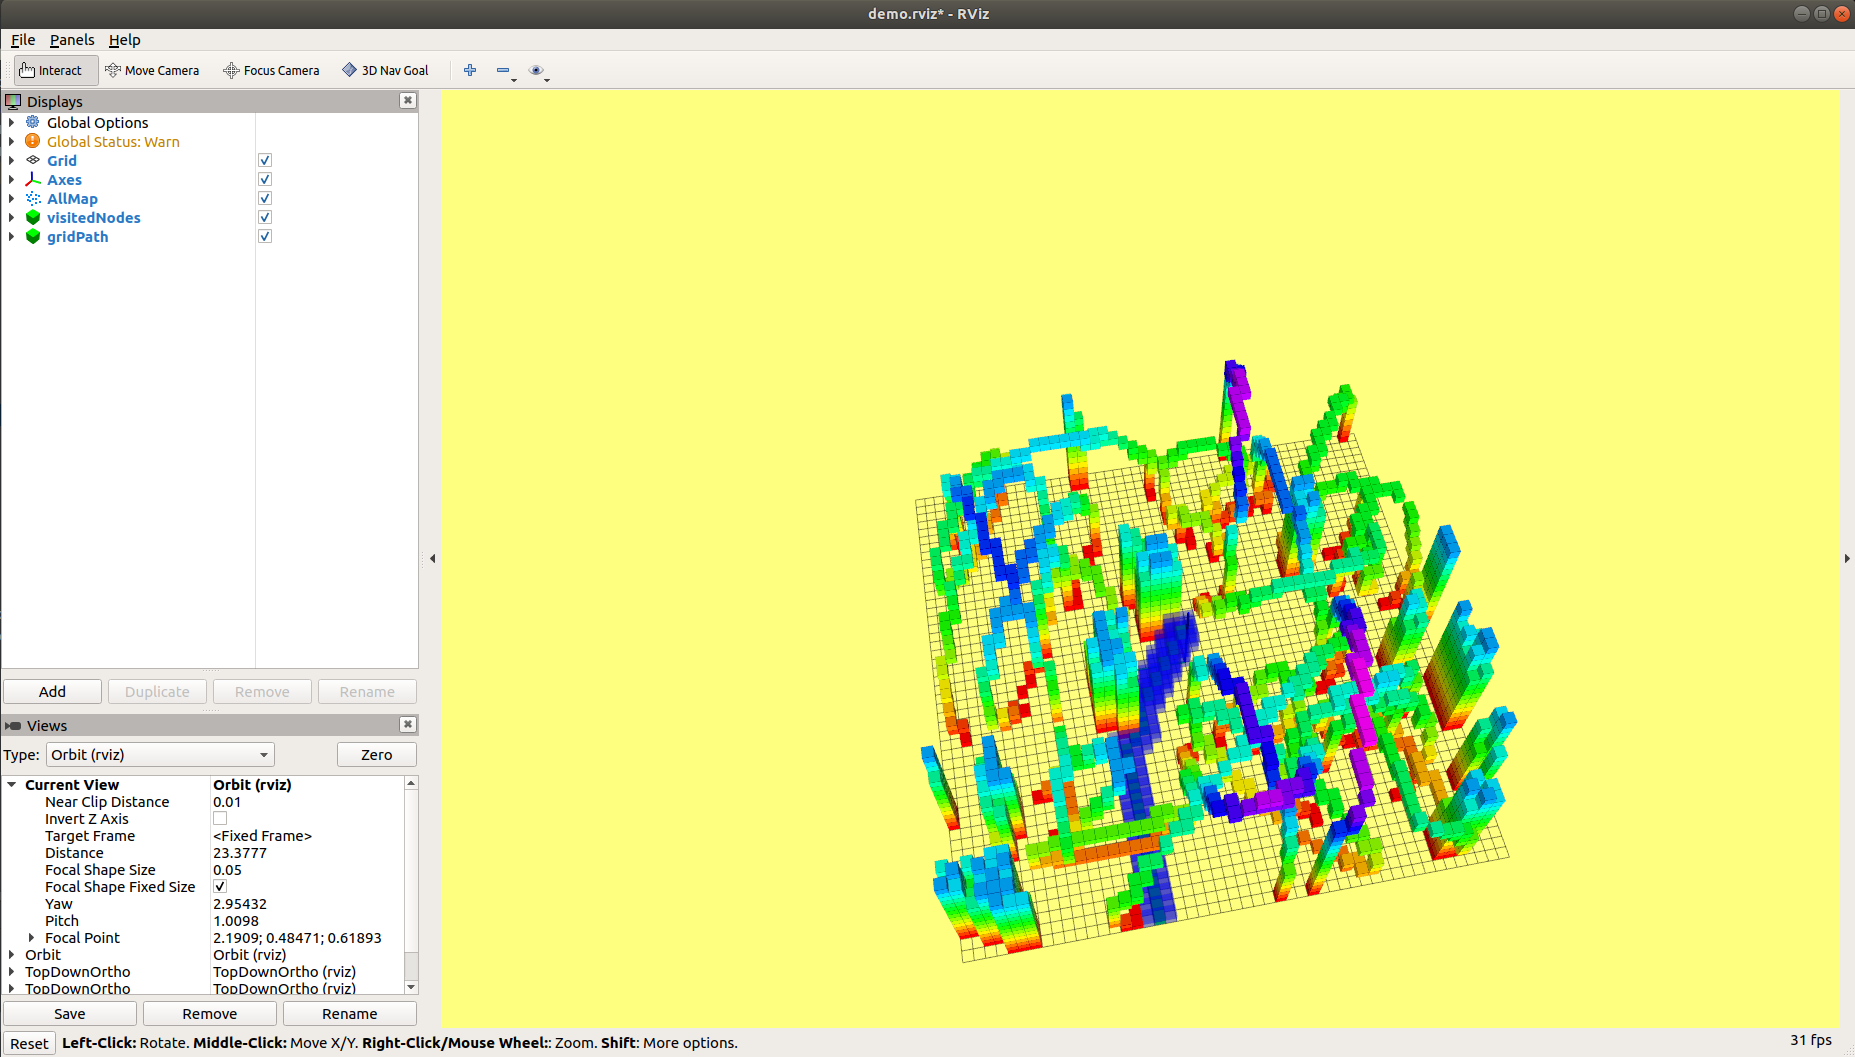 demo.rviz* - RViz
File Panels Help
Interact Move Camera Focus Camera 3D Nav Goal
Displays
Global Options
Global Status: Warn
Grid
Axes
AllMap
visitedNodes
gridPath
Add Duplicate Remove Rename
Views
Type: Orbit (rviz) Zero
Current View Orbit (rviz)
Near Clip Distance 0.01
Invert Z Axis
Target Frame <Fixed Frame>
Distance 23.3777
Focal Shape Size 0.05
Focal Shape Fixed Size
Yaw 2.95432
Pitch 1.0098
Focal Point 2.1909; 0.48471; 0.61893
Orbit Orbit (rviz)
TopDownOrtho TopDownOrtho (rviz)
TopDownOrtho TopDownOrtho (rviz)
Save Remove Rename
Reset Left-Click: Rotate. Middle-Click: Move X/Y. Right-Click/Mouse Wheel:: Zoom. Shift: More options. 31 fps